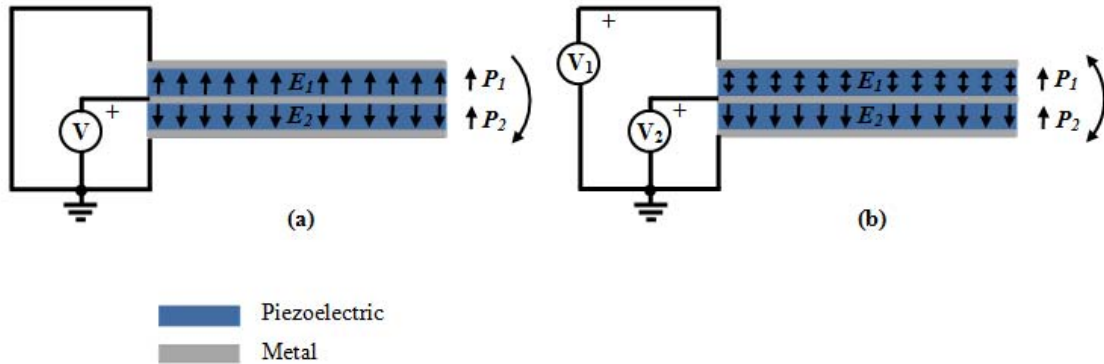 +
V
E1
E2
P1
P2
(a)
+
V1
+
V2
E1
E2
P1
P2
(b)
Piezoelectric
Metal